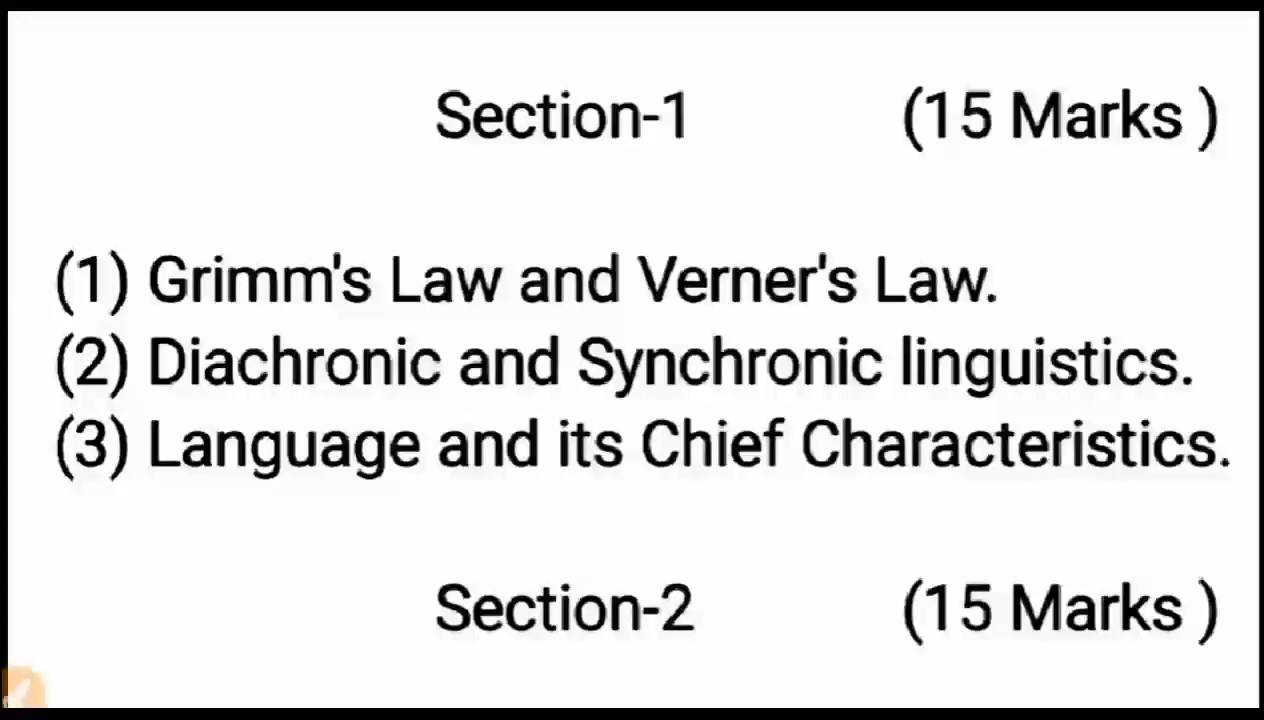 Section-1 (15 Marks )
(1) Grimm's Law and Verner's Law.
(2) Diachronic and Synchronic linguistics.
(3) Language and its Chief Characteristics.
Section-2 (15 Marks )